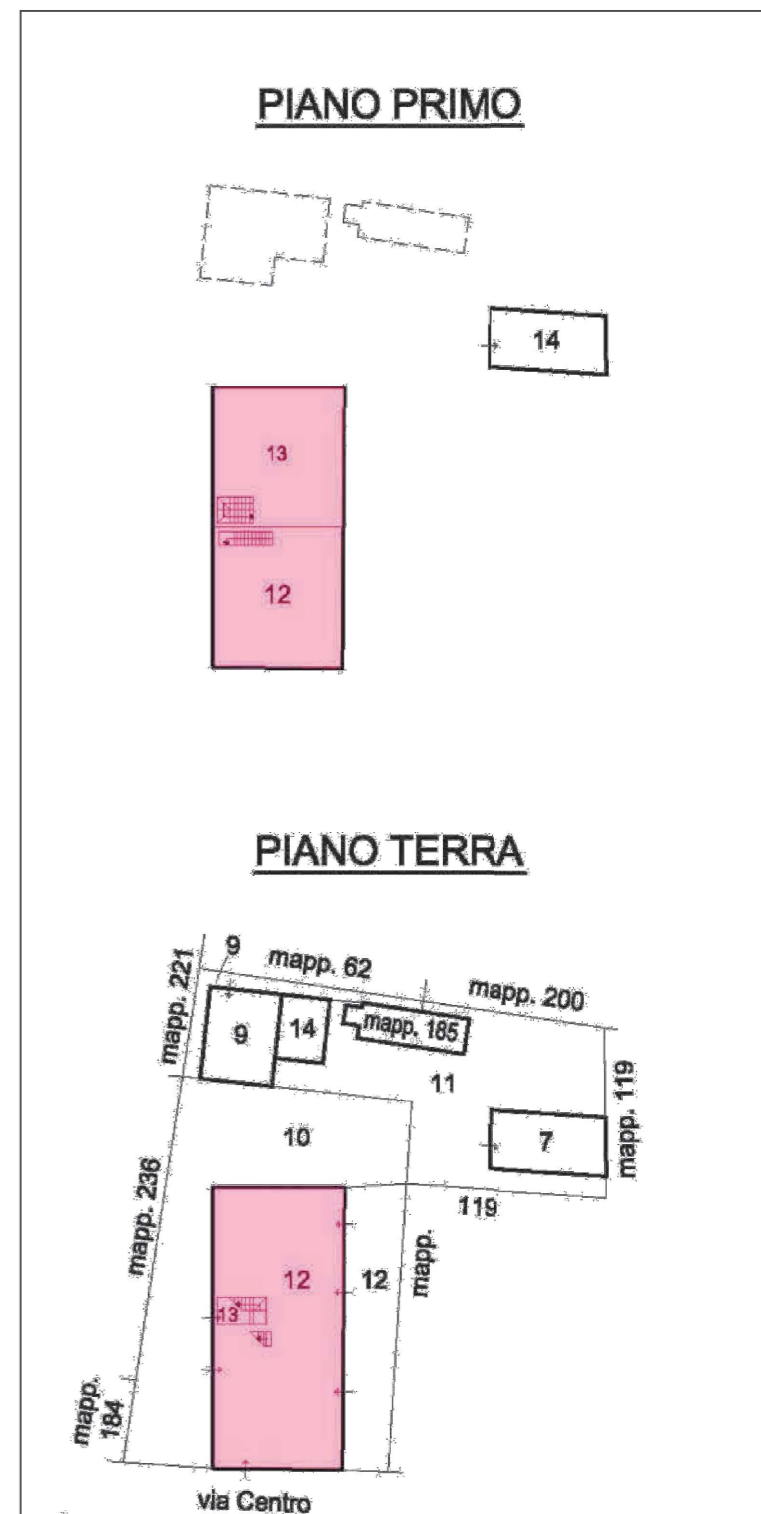 PIANO PRIMO
14
13
12
PIANO TERRA
9
mapp. 62
mapp. 221
mapp. 200
9
14
mapp. 185
11
mapp. 119
10
7
mapp. 236
119
12
12
mapp.
13
mapp.
184
via Centro